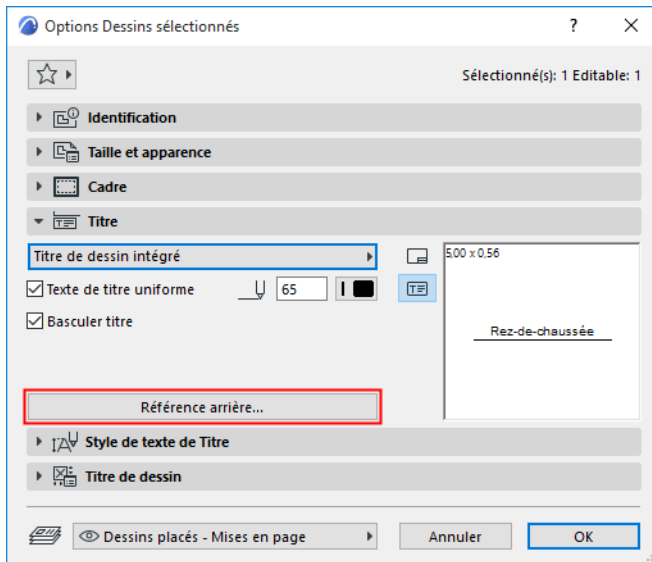 Options Dessins sélectionnés
?
Sélectionné(s): 1 Editable: 1
Identification
Taille et apparence
Cadre
Titre
Titre de dessin intégré
5,00 x 0,56
Texte de titre uniforme 65
Basculer titre
Rez-de-chaussée
Référence arrière...
Style de texte de Titre
Titre de dessin
Dessins placés - Mises en page
Annuler
OK